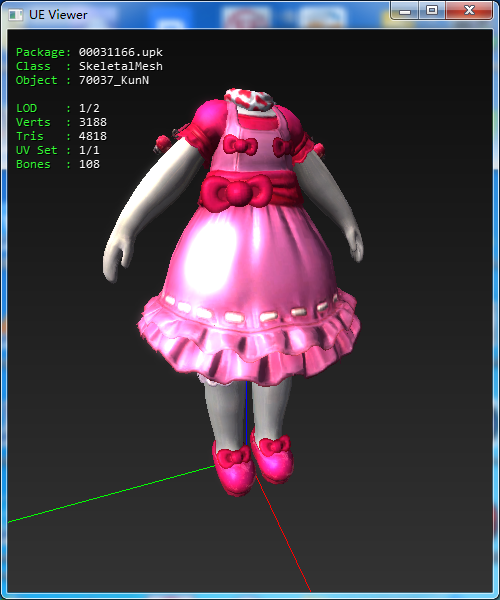 UE Viewer
Package: 00031166.upk
Class : SkeletalMesh
Object : 70037_KunN
LOD : 1/2
Verts : 3188
Tris : 4818
UV Set : 1/1
Bones : 108